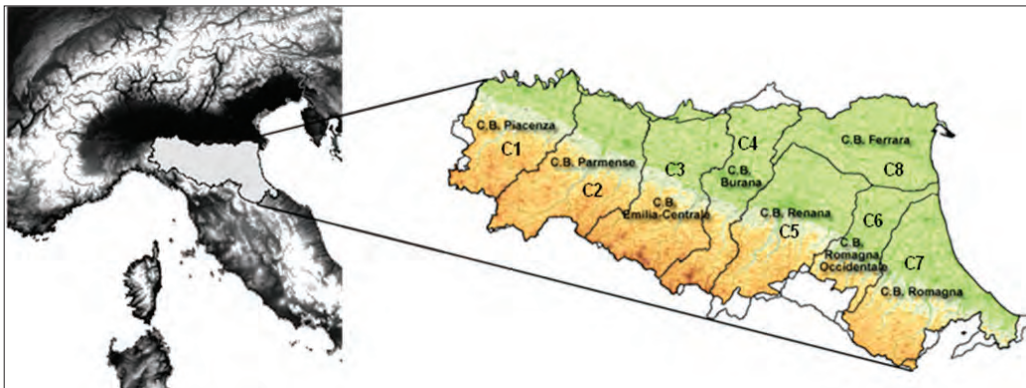 C.B. Piacenza
C1
C.B. Parmense
C2
C3
C.B.
Emilia-Centrale
C4
C.B.
Burana
C.B. Renana
C5
C.B. Ferrara
C8
C6
C.B.
Romagna
Occidentale
C7
C.B. Romagna